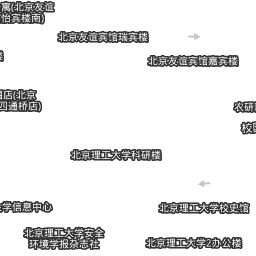 寓(北京友谊
怡宾楼南)
北京友谊宾馆瑞宾楼
北京友谊宾馆嘉宾楼
店(北京
四通桥店)
农研
校
北京理工大学科研楼
学信息中心
北京理工大学校史馆
北京理工大学安全
环境学报杂志社
北京理工大学2办公楼